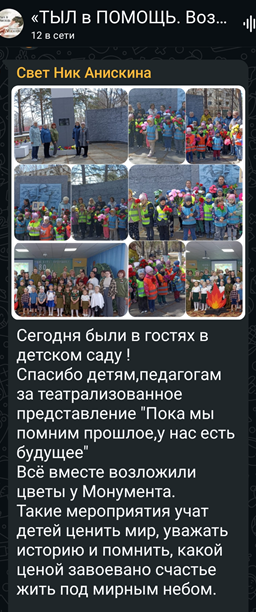 «ТЫЛ в ПОМОЩЬ. Воз...
12 в сети
Свет Ник Анискина
Сегодня были в гостях в
детском саду !
Спасибо детям,педагогам
за театрализованное
представление "Пока мы
помним прошлое,у нас есть
будущее"
Всё вместе возложили
цветы у Монумента.
Такие мероприятия учат
детей ценить мир, уважать
историю и помнить, какой
ценой завоевано счастье
жить под мирным небом.